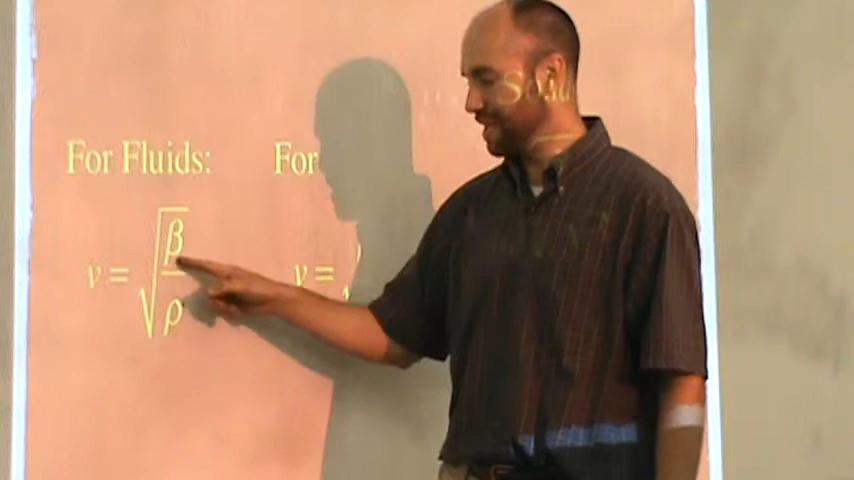 For Fluids: For
v = √β/ρ v = √